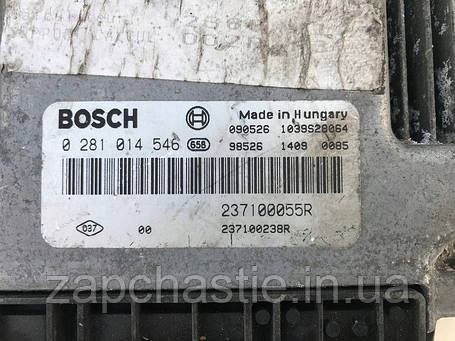 BOSCH
Made in Hungary
090526 1039S28064
0 281 014 546 658
98526 1409 0085
237100055R
037 00 237100238R
zapchastie.in.ua